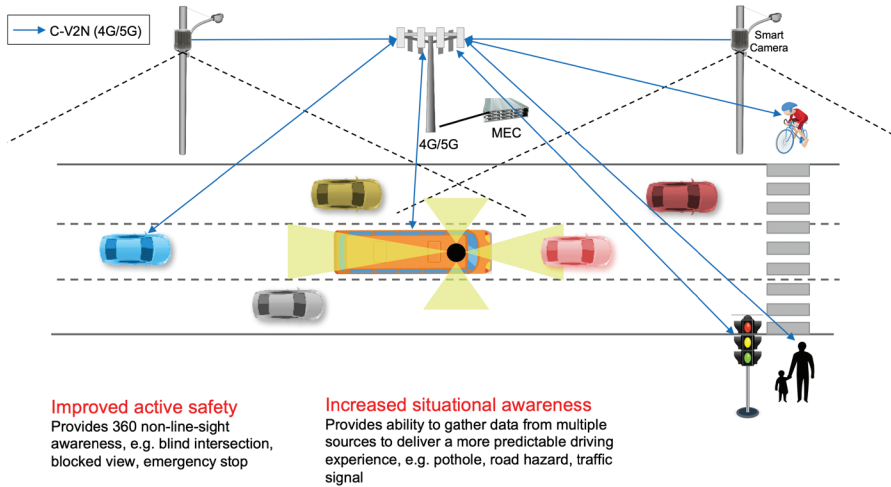 C-V2N (4G/5G)
Smart
Camera
4G/5G
MEC
Improved active safety
Provides 360 non-line-sight
awareness, e.g. blind intersection,
blocked view, emergency stop
Increased situational awareness
Provides ability to gather data from multiple
sources to deliver a more predictable driving
experience, e.g. pothole, road hazard, traffic
signal